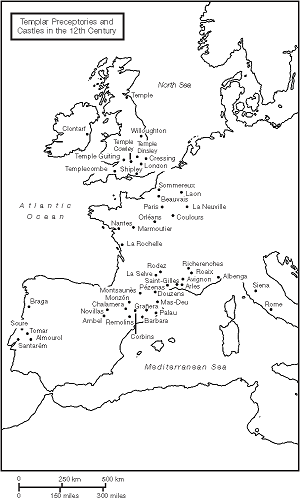 Templar Preceptories and
Castles in the 12th Century
North Sea
Temple
Clontarf
Willoughton
Temple
Cowley
Temple
Dinsley
Temple Guiting
Cressing
London
Templecombe
Shipley
Sommereux
Laon
Beauvais
Paris
La Neuville
Atlantic
Ocean
Orléans
Coulours
Nantes
Marmoutier
La Rochelle
Rodez
Richerenches
La Selve
Roaix
Saint-Gilles
Avignon
Albenga
Montsaunès
Pézenas
Arles
Siena
Braga
Monzón
Douzens
Chalamera
Mas-Deu
Rome
Novillas
Grañera
Palau
Soure
Ambel
Remolins
Barbara
Tomar
Almourol
Santarém
Corbins
Mediterranean Sea
0 250 km 500 km
0 150 miles 300 miles